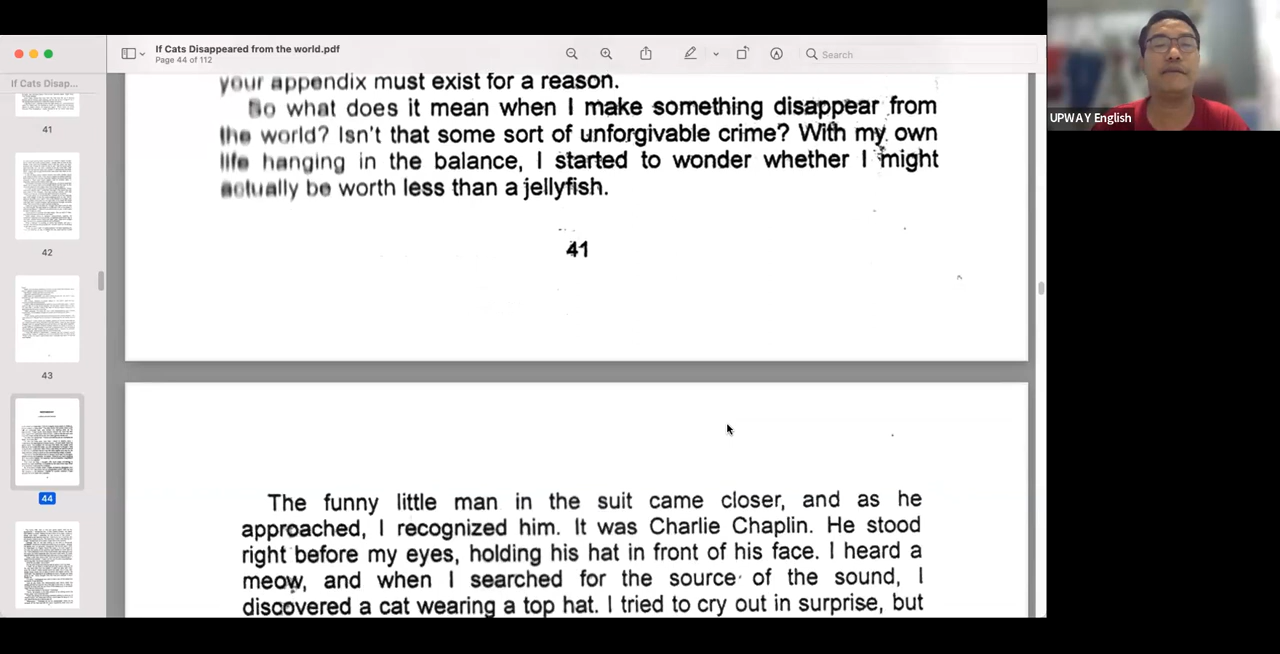 If Cats Disappeared from the world.pdf
Page 44 of 112
Search
UPWAY English
If Cats Disap...
41
42
43
44
your appendix must exist for a reason.
So what does it mean when I make something disappear from
the world? Isn't that some sort of unforgivable crime? With my own
life hanging in the balance, I started to wonder whether I might
actually be worth less than a jellyfish.
41
The funny little man in the suit came closer, and as he
approached, I recognized him. It was Charlie Chaplin. He stood
right before my eyes, holding his hat in front of his face. I heard a
meow, and when I searched for the source of the sound, I
discovered a cat wearing a top hat. I tried to cry out in surprise, but